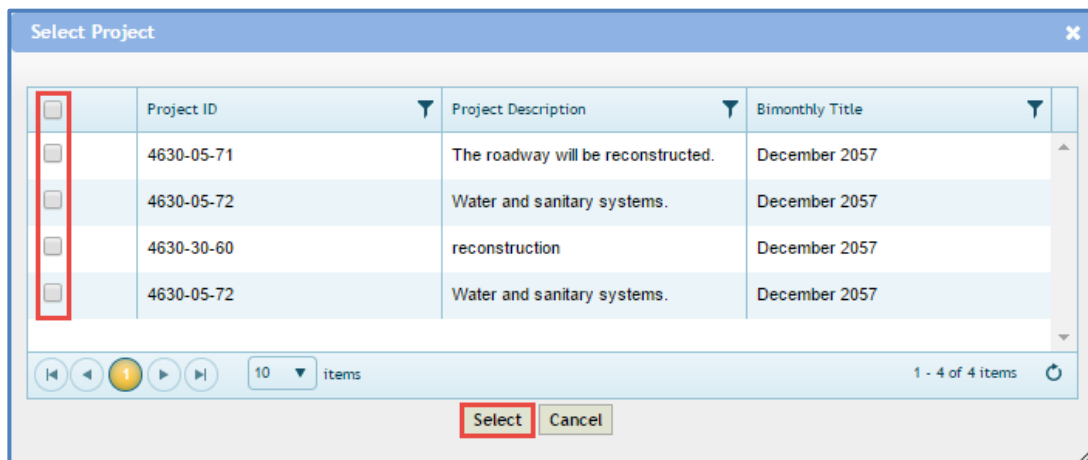 Select Project
Project ID Project Description Bimonthly Title
4630-05-71 The roadway will be reconstructed. December 2057
4630-05-72 Water and sanitary systems. December 2057
4630-30-60 reconstruction December 2057
4630-05-72 Water and sanitary systems. December 2057
1 10 items 1 - 4 of 4 items
Select Cancel